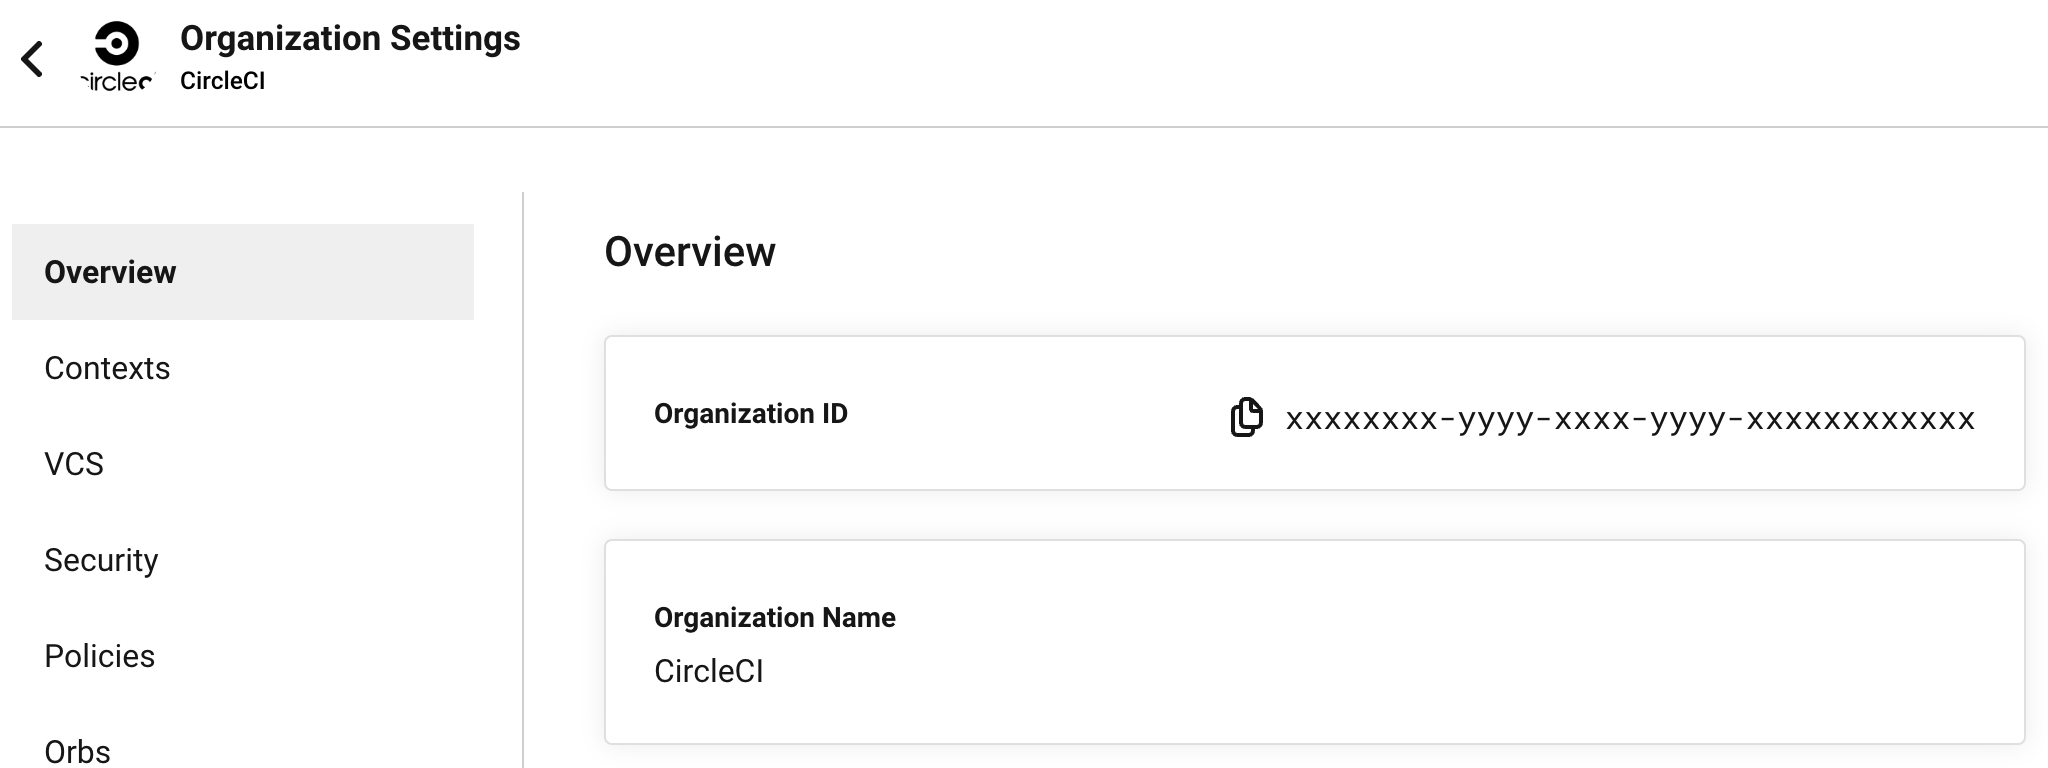 Organization Settings
CircleCI
Overview
Contexts
VCS
Security
Policies
Orbs
Overview
Organization ID
xxxxxxxx-yyyy-xxxx-yyyy-xxxxxxxxxxxx
Organization Name
CircleCI